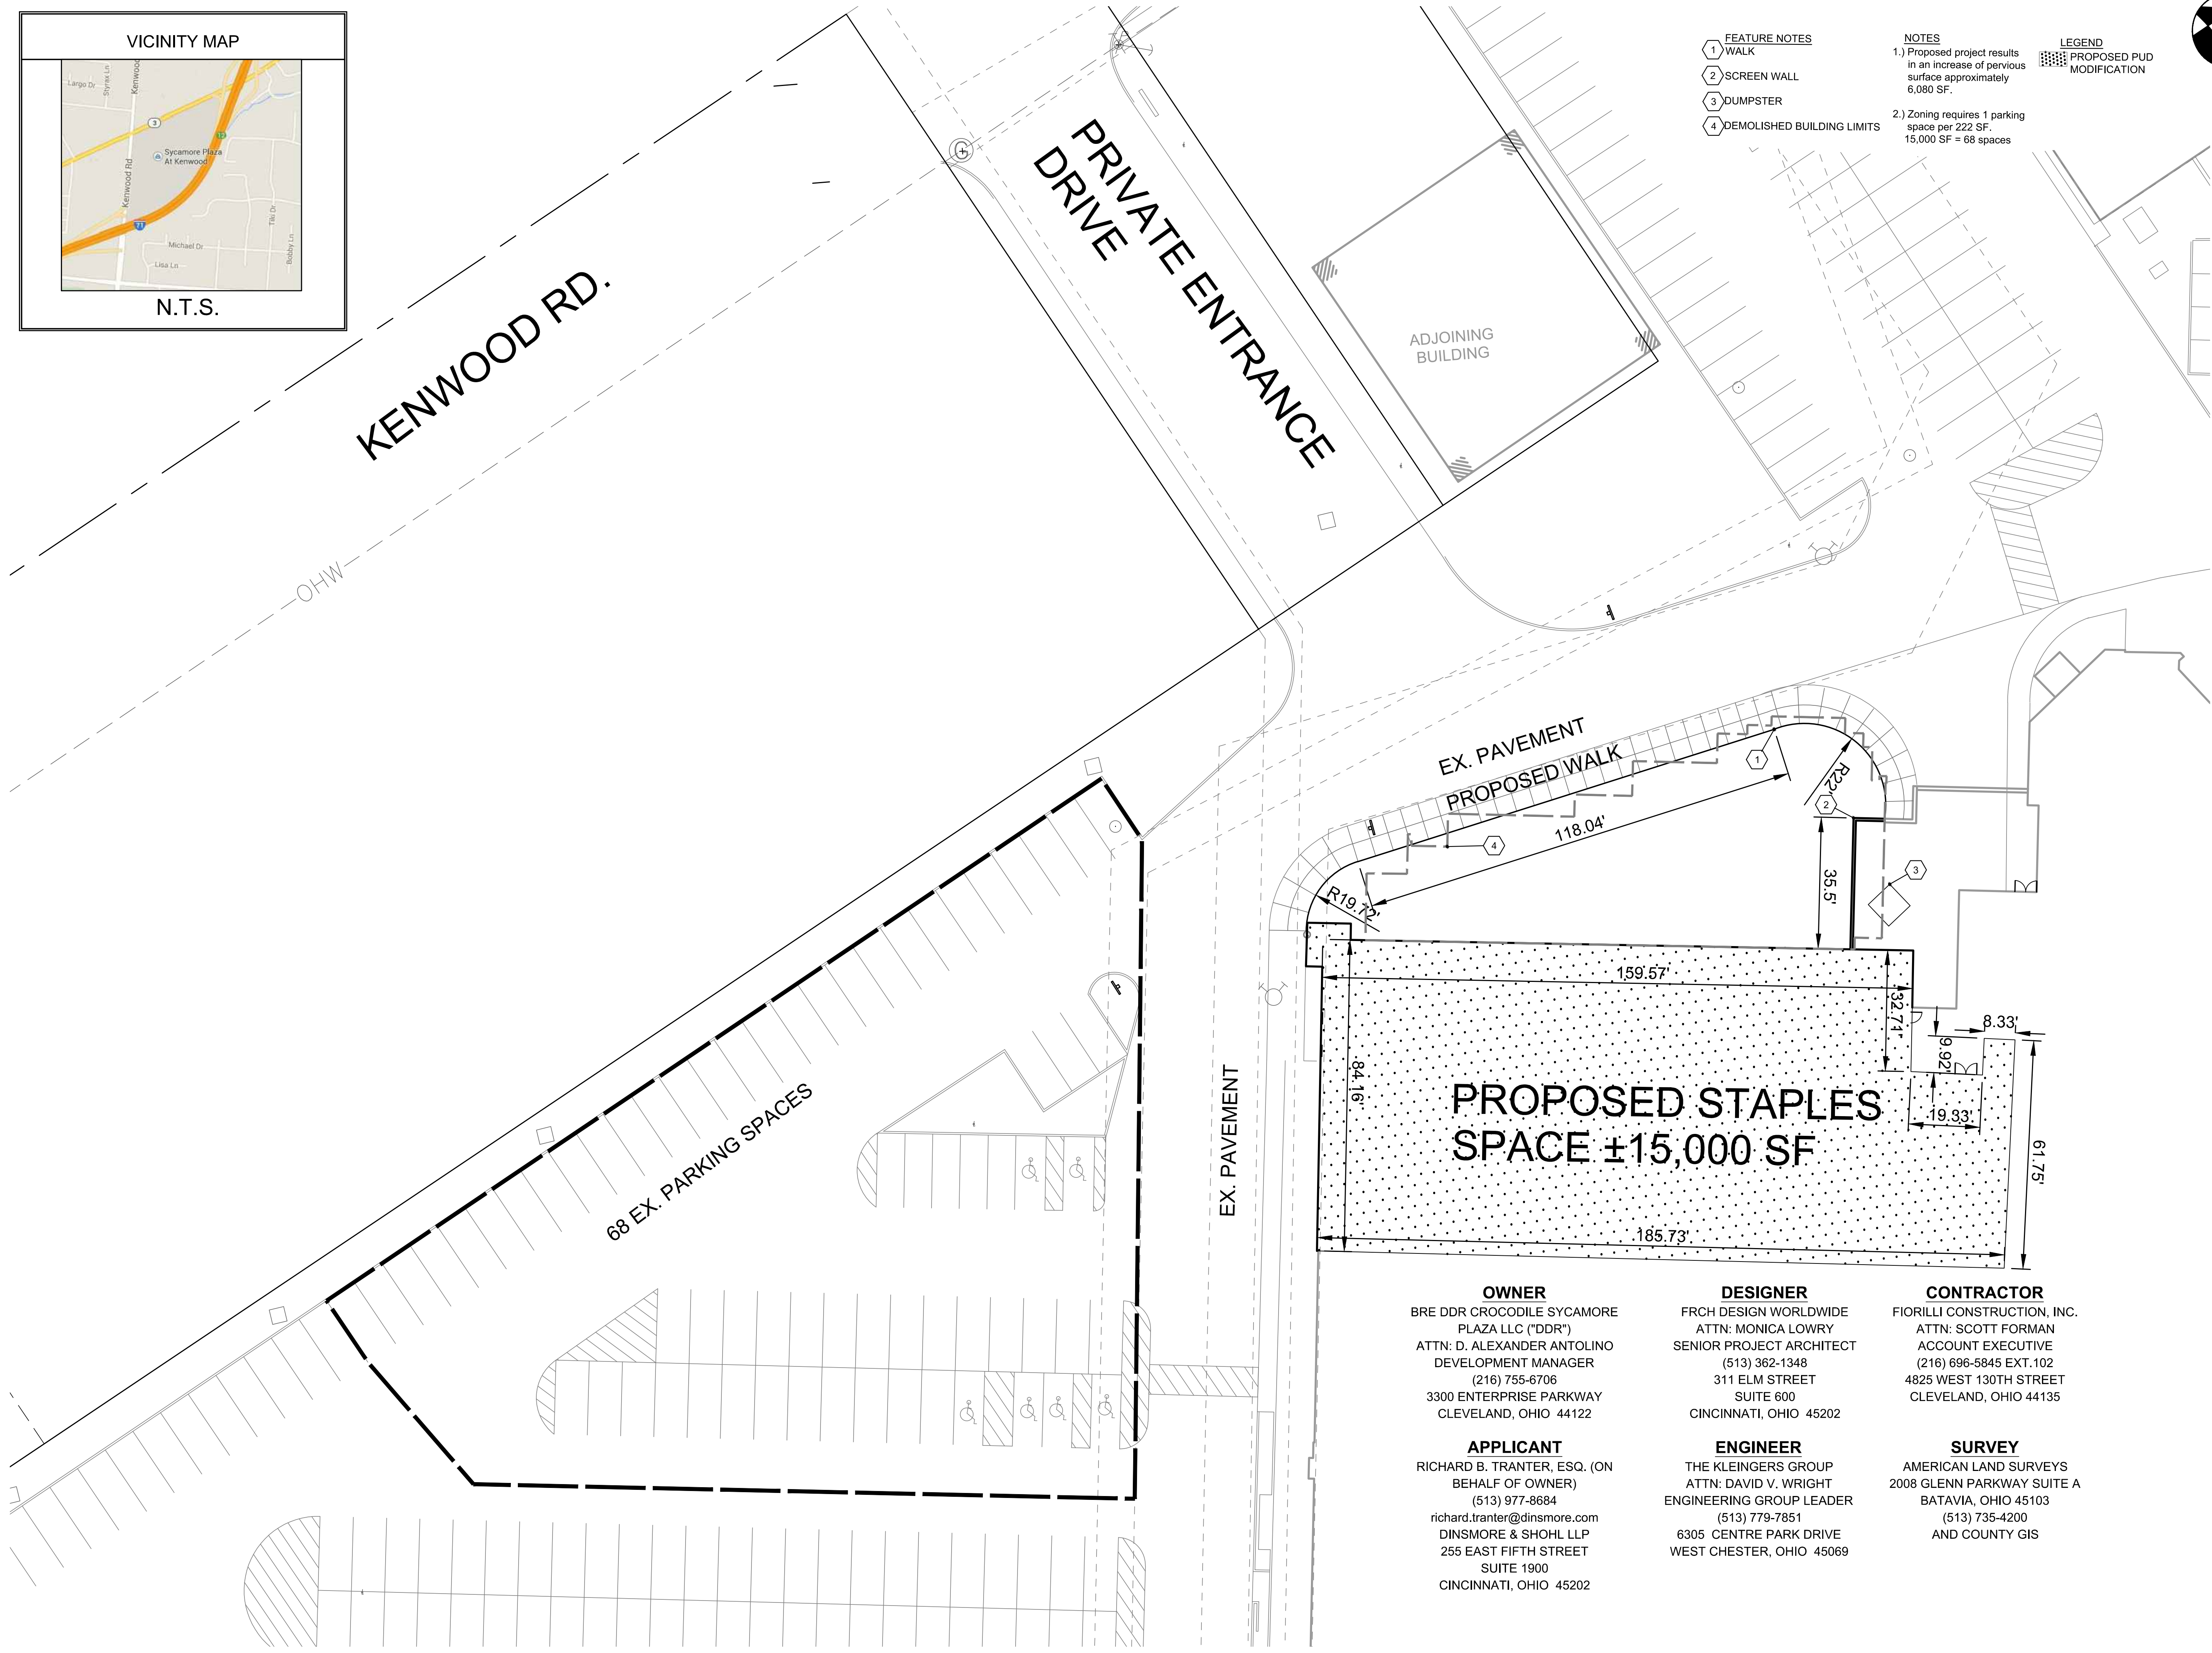 VICINITY MAP
Largo Dr
Styrax Ln
Kenwood
3
12
Sycamore Plaza
At Kenwood
Kenwood Rd
71
Michael Dr
Lisa Ln
Tiki Dr
Bobby Ln
N.T.S.
FEATURE NOTES
1 WALK
2 SCREEN WALL
3 DUMPSTER
4 DEMOLISHED BUILDING LIMITS
NOTES
1.) Proposed project results
in an increase of pervious
surface approximately
6,080 SF.
2.) Zoning requires 1 parking
space per 222 SF.
15,000 SF = 68 spaces
LEGEND
PROPOSED PUD
MODIFICATION
KENWOOD RD.
OHW
G
PRIVATE ENTRANCE
DRIVE
ADJOINING
BUILDING
EX. PAVEMENT
PROPOSED WALK
118.04'
1
R22'
2
4
3
35.5'
R19.72'
159.57'
32.71'
8.33'
9.92'
19.33'
84.16'
61.75'
185.73'
PROPOSED STAPLES
SPACE ±15,000 SF
EX. PAVEMENT
68 EX. PARKING SPACES
OWNER
BRE DDR CROCODILE SYCAMORE
PLAZA LLC ("DDR")
ATTN: D. ALEXANDER ANTOLINO
DEVELOPMENT MANAGER
(216) 755-6706
3300 ENTERPRISE PARKWAY
CLEVELAND, OHIO 44122
DESIGNER
FRCH DESIGN WORLDWIDE
ATTN: MONICA LOWRY
SENIOR PROJECT ARCHITECT
(513) 362-1348
311 ELM STREET
SUITE 600
CINCINNATI, OHIO 45202
CONTRACTOR
FIORILLI CONSTRUCTION, INC.
ATTN: SCOTT FORMAN
ACCOUNT EXECUTIVE
(216) 696-5845 EXT.102
4825 WEST 130TH STREET
CLEVELAND, OHIO 44135
APPLICANT
RICHARD B. TRANTER, ESQ. (ON
BEHALF OF OWNER)
(513) 977-8684
richard.tranter@dinsmore.com
DINSMORE & SHOHL LLP
255 EAST FIFTH STREET
SUITE 1900
CINCINNATI, OHIO 45202
ENGINEER
THE KLEINGERS GROUP
ATTN: DAVID V. WRIGHT
ENGINEERING GROUP LEADER
(513) 779-7851
6305 CENTRE PARK DRIVE
WEST CHESTER, OHIO 45069
SURVEY
AMERICAN LAND SURVEYS
2008 GLENN PARKWAY SUITE A
BATAVIA, OHIO 45103
(513) 735-4200
AND COUNTY GIS